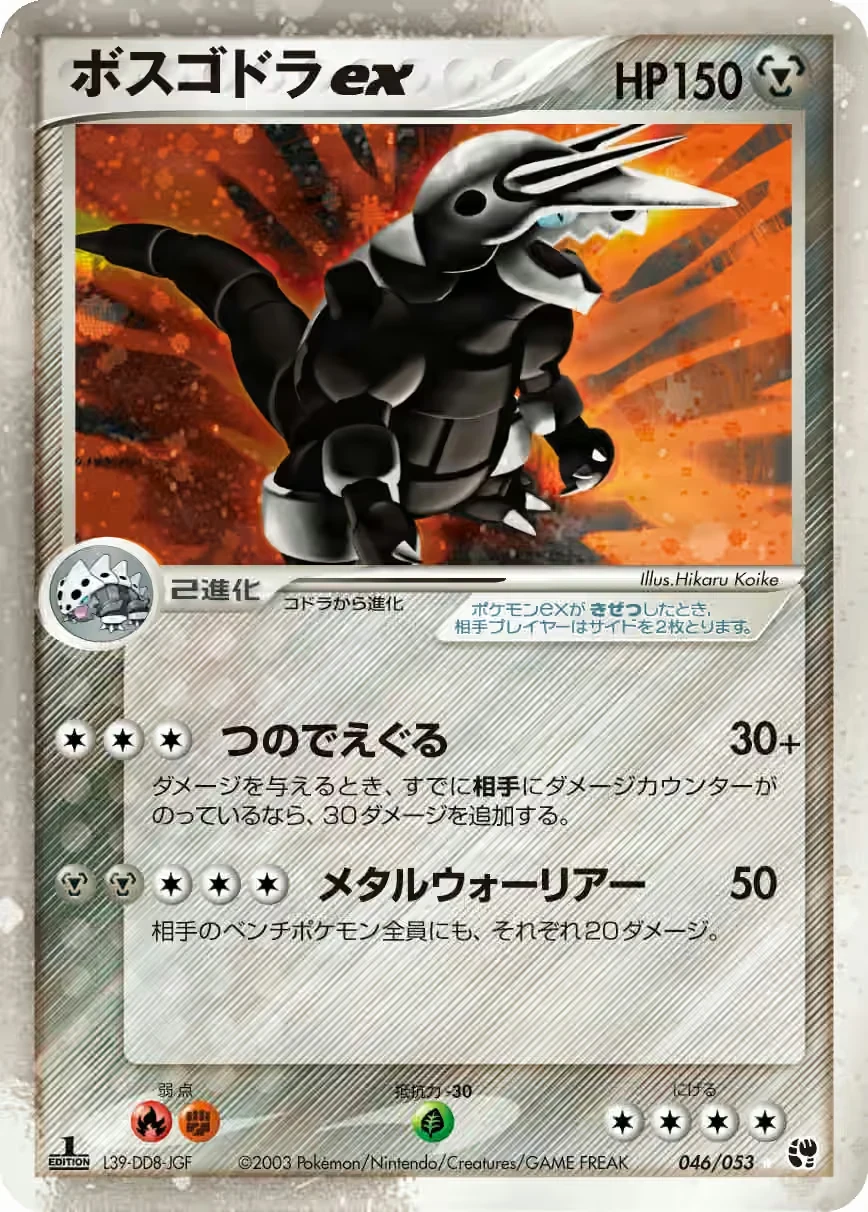 ボスゴドラex HP150
Illus.Hikaru Koike
2進化
コドラから進化
ポケモンexが きぜつしたとき、
相手プレイヤーはサイドを2枚とります。
つのでえぐる 30+
ダメージを与えるとき、すでに相手にダメージカウンターが
のっているなら、30ダメージを追加する。
メタルウォーリアー 50
相手のベンチポケモン全員にも、それぞれ20ダメージ。
弱点 抵抗力 -30 にげる
1 EDITION L39-DD8-JGF ©2003 Pokémon/Nintendo/Creatures/GAME FREAK 046/053